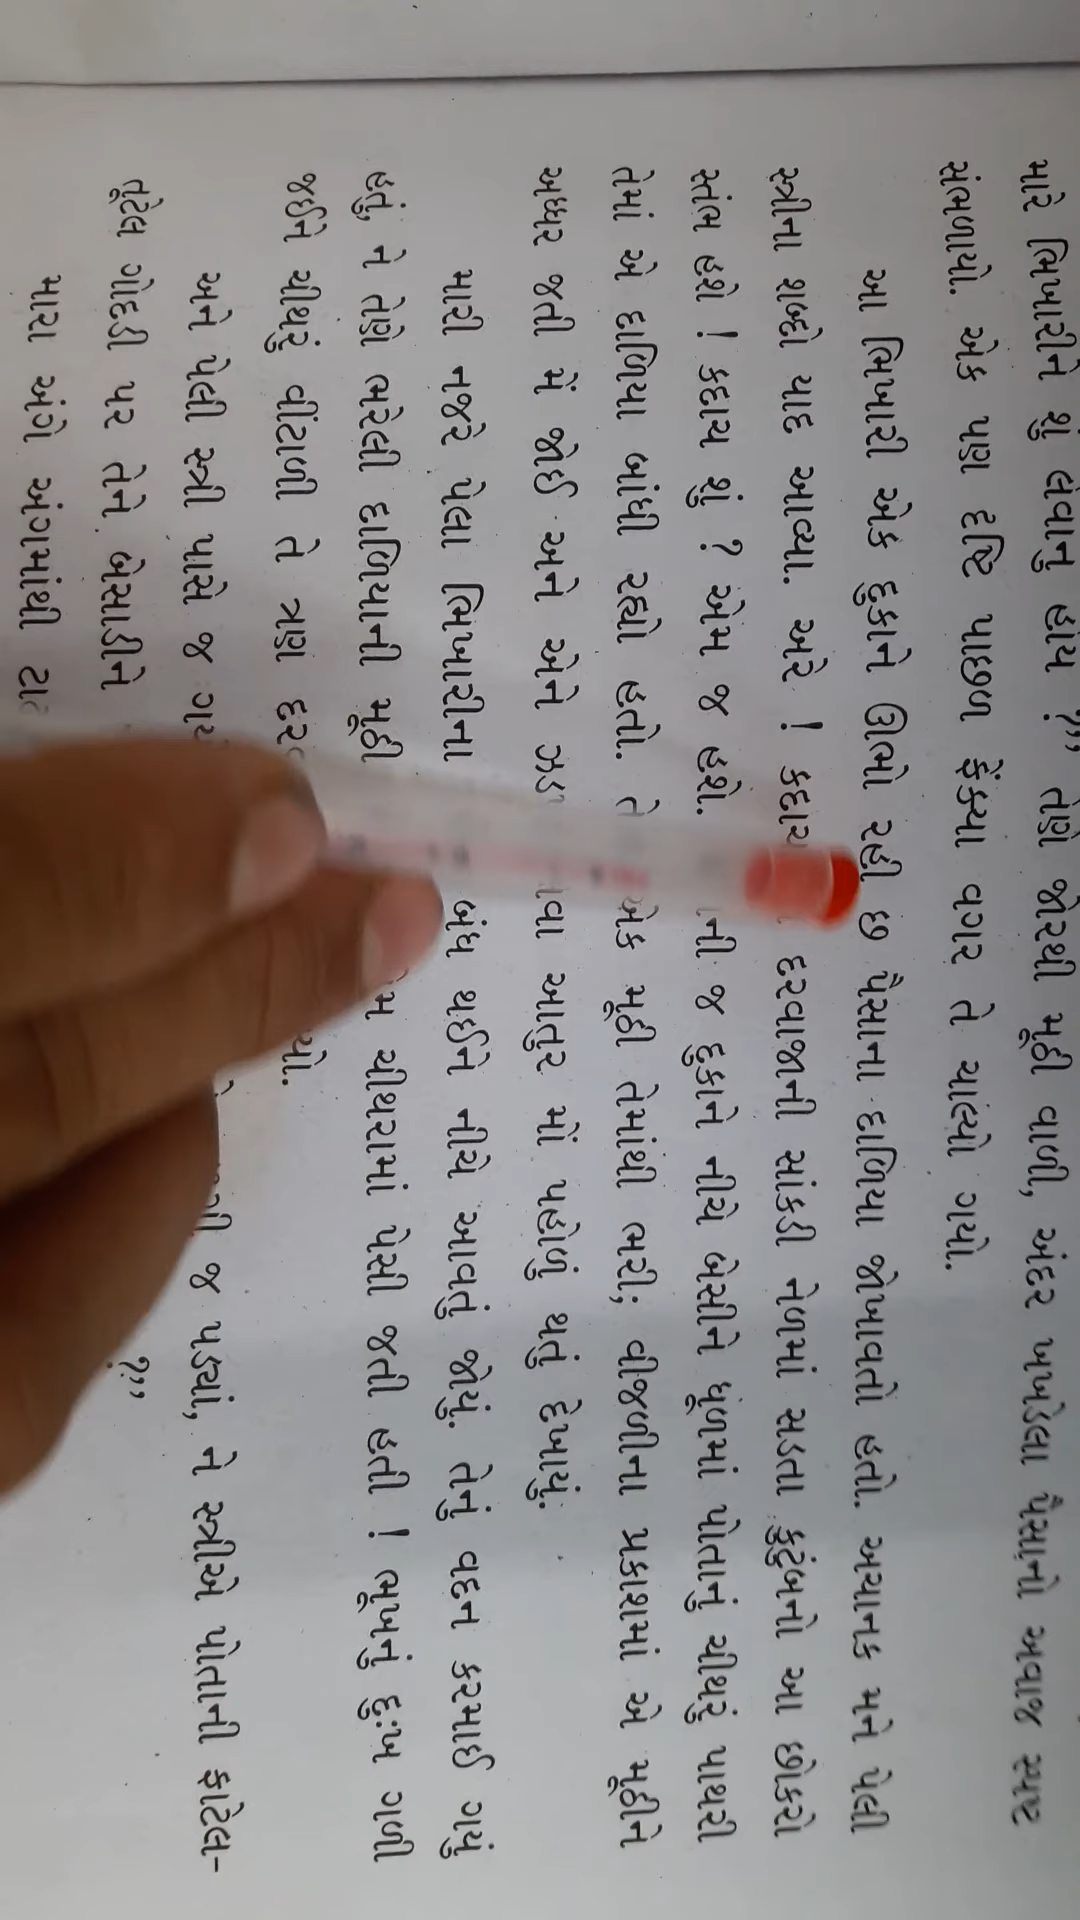 મારે ભિખારીને શું લેવાનું હોય ?” તેણે જોરથી મૂઠી વાળી, અંદર ખખડેલા પૈસાનો અવાજ સ્પષ્ટ
સંભળાયો. એક પણ દૃષ્ટિ પાછળ ફેંક્યા વગર તે ચાલ્યો ગયો.
આ ભિખારી એક દુકાને ઊભો રહી છ પૈસાના દાળિયા જોખાવતો હતો. અચાનક મને પેલી
સ્ત્રીના શબ્દો યાદ આવ્યા. અરે ! કદાચ દરવાજાની સાંકડી નેળમાં સડતા કુટુંબનો આ છોકરો
સ્તંભ હશે ! કદાચ શું ? એમ જ હશે. ની જ દુકાને નીચે બેસીને ધૂળમાં પોતાનું ચીથરું પાથરી
તેમાં એ દાળિયા બાંધી રહ્યો હતો. એક મૂઠી તેમાંથી ભરી; વીજળીના પ્રકાશમાં એ મૂઠીને
અધ્ધર જતી મેં જોઈ અને એને આતુર મોં પહોળું થતું દેખાયું.
મારી નજરે પેલા ભિખારીના બંધ થઈને નીચે આવતું જોયું. તેનું વદન કરમાઈ ગયું
હતું ને તેણે ભરેલી દાળિયાની મૂઠી ચીથરામાં પેસી જતી હતી ! ભૂખનું દુઃખ ગળી
જઈને ચીથરું વીંટાળી તે ત્રણ
અને પેલી સ્ત્રી પાસે જ જ પડ્યાં, ને સ્ત્રીએ પોતાની ફાટેલ-
તૂટેલ ગોદડી પર તેને બેસાડીને ?”
મારા અંગે અંગમાંથી